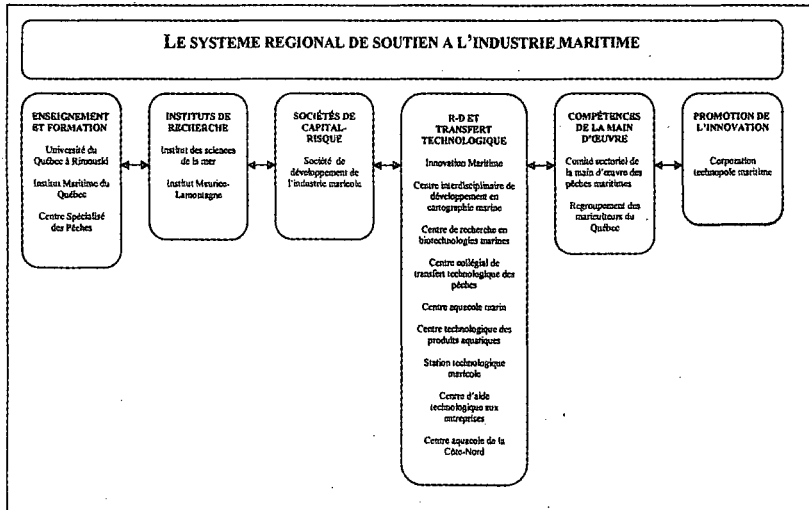 LE SYSTEME REGIONAL DE SOUTIEN A L'INDUSTRIE MARITIME
ENSEIGNEMENT
ET FORMATION
Université du
Québec à Rimouski
Institut Maritime du
Québec
Centre Spécialisé
des Pêches
INSTITUTS DE
RECHERCHE
Institut des sciences
de la mer
Institut Maurice-
Lamontagne
SOCIÉTÉS DE
CAPITAL-
RISQUE
Société de
développement de
l'industrie maricole
R-D ET
TRANSFERT
TECHNOLOGIQUE
Innovation Maritime
Centre interdisciplinaire de
développement en
cartographie marine
Centre de recherche en
biotechnologies marines
Centre collégial de
transfert technologique des
pêches
Centre aquacole marin
Centre technologique des
produits aquatiques
Station technologique
maricole
Centre d'aide
technologique aux
entreprises
Centre aquacole de la
Côte-Nord
COMPÉTENCES
DE LA MAIN
D'ŒUVRE
Comité sectoriel de
la main d'œuvre des
pêches maritimes
Regroupement des
mariculteurs du
Québec
PROMOTION DE
L'INNOVATION
Corporation
technopole maritime